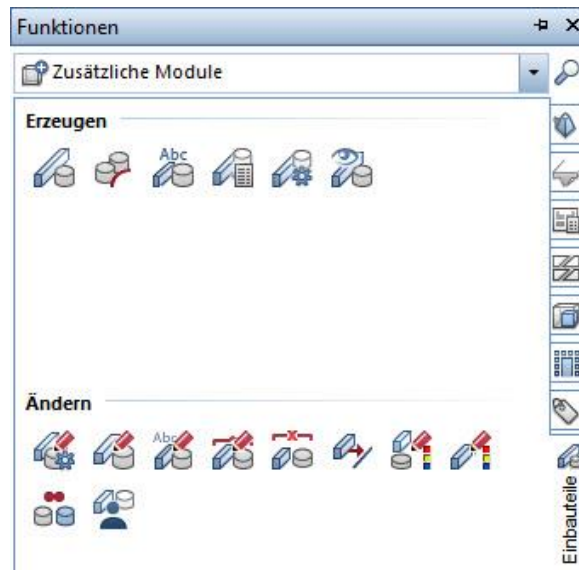 Funktionen
Zusätzliche Module
Erzeugen
Abc
Ändern
Abc
Einbauteile